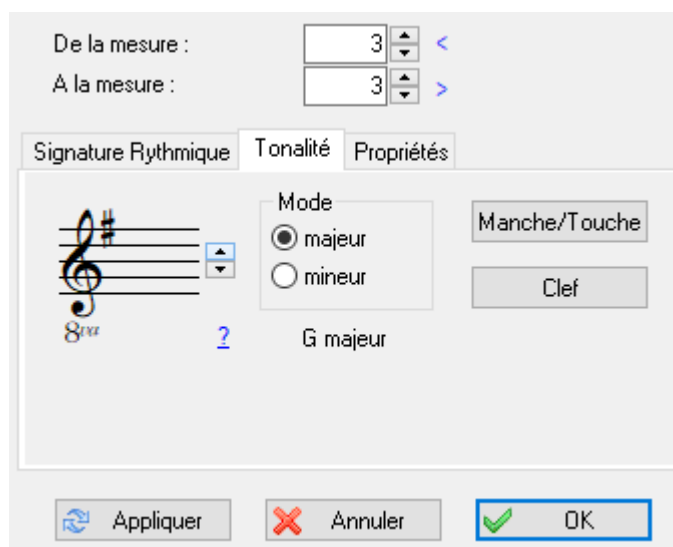 De la mesure : 3 <
A la mesure : 3 >
Signature Rythmique Tonalité Propriétés
Mode
majeur
mineur
Manche/Touche
Clef
8va
?
G majeur
Appliquer Annuler OK